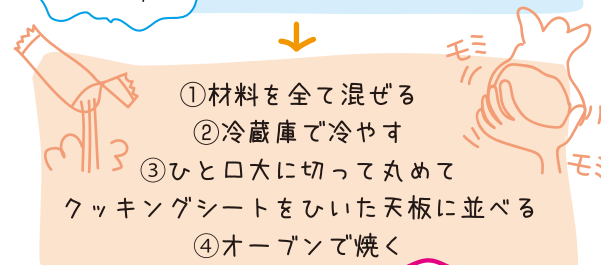 モミ
①材料を全て混ぜる
②冷蔵庫で冷やす
③ひと口大に切って丸めて
クッキングシートをひいた天板に並べる
④オーブンで焼く